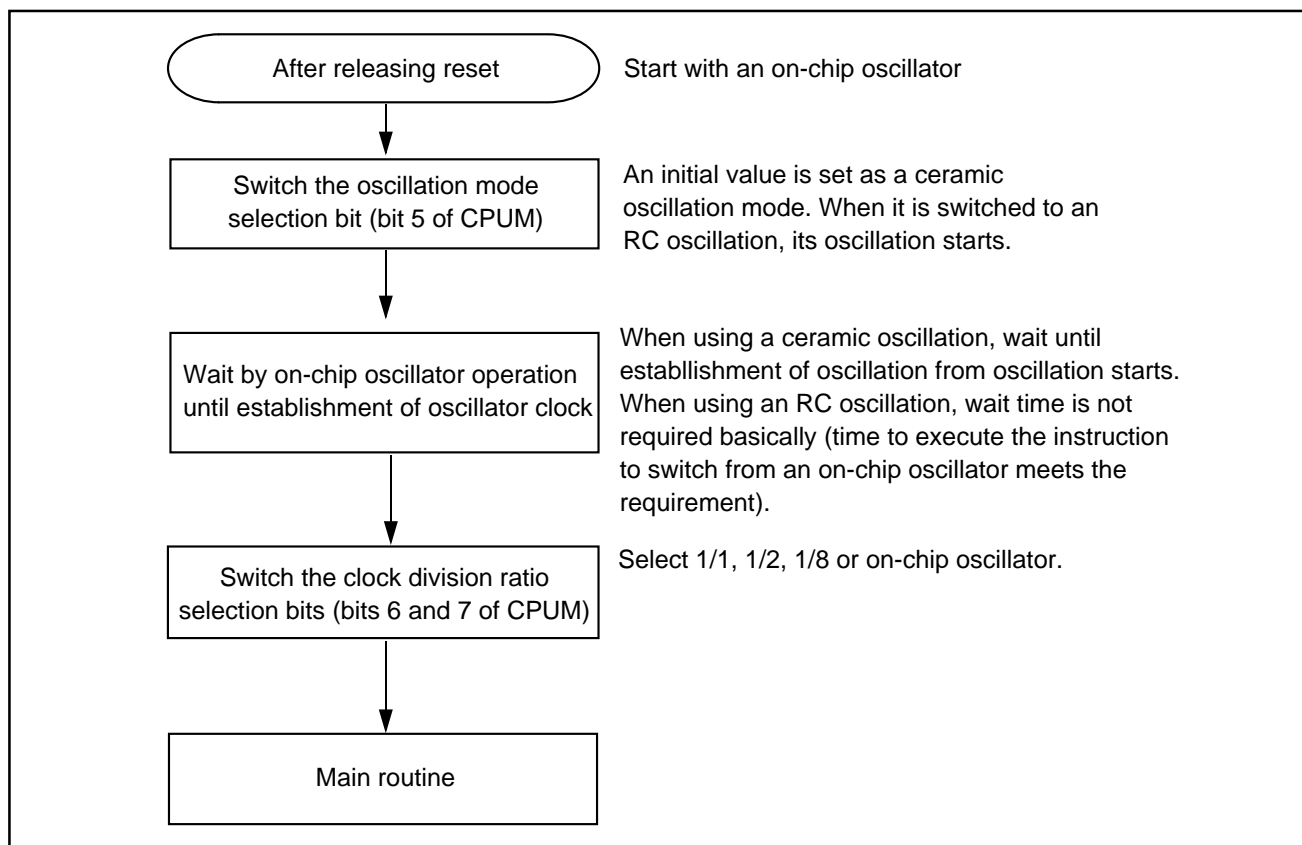 After releasing reset
Start with an on-chip oscillator
Switch the oscillation mode
selection bit (bit 5 of CPUM)
An initial value is set as a ceramic
oscillation mode. When it is switched to an
RC oscillation, its oscillation starts.
Wait by on-chip oscillator operation
until establishment of oscillator clock
When using a ceramic oscillation, wait until
establlishment of oscillation from oscillation starts.
When using an RC oscillation, wait time is not
required basically (time to execute the instruction
to switch from an on-chip oscillator meets the
requirement).
Switch the clock division ratio
selection bits (bits 6 and 7 of CPUM)
Select 1/1, 1/2, 1/8 or on-chip oscillator.
Main routine